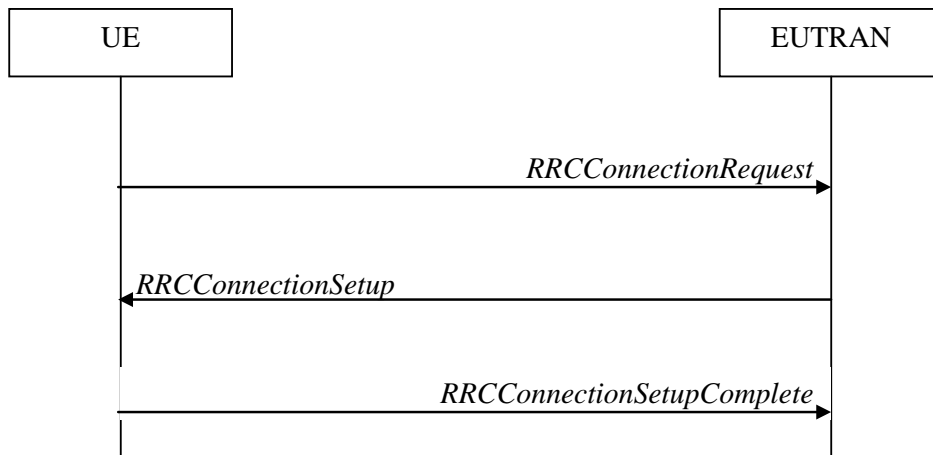 UE
EUTRAN
RRCConnectionRequest
RRCConnectionSetup
RRCConnectionSetupComplete